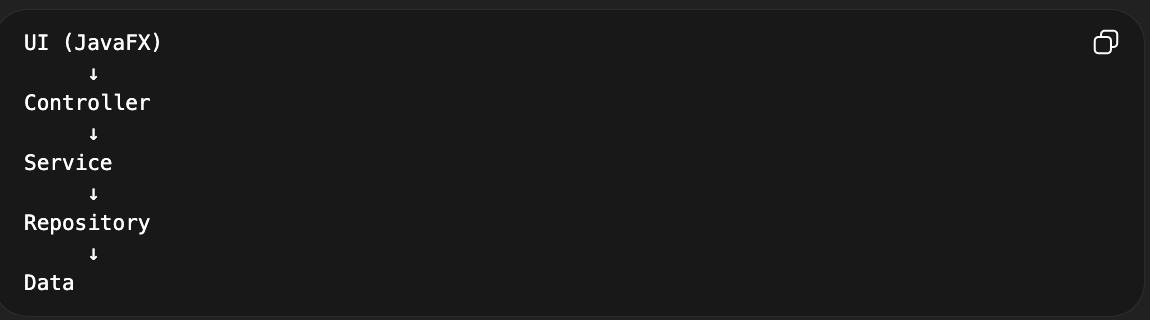 UI (JavaFX)
↓
Controller
↓
Service
↓
Repository
↓
Data